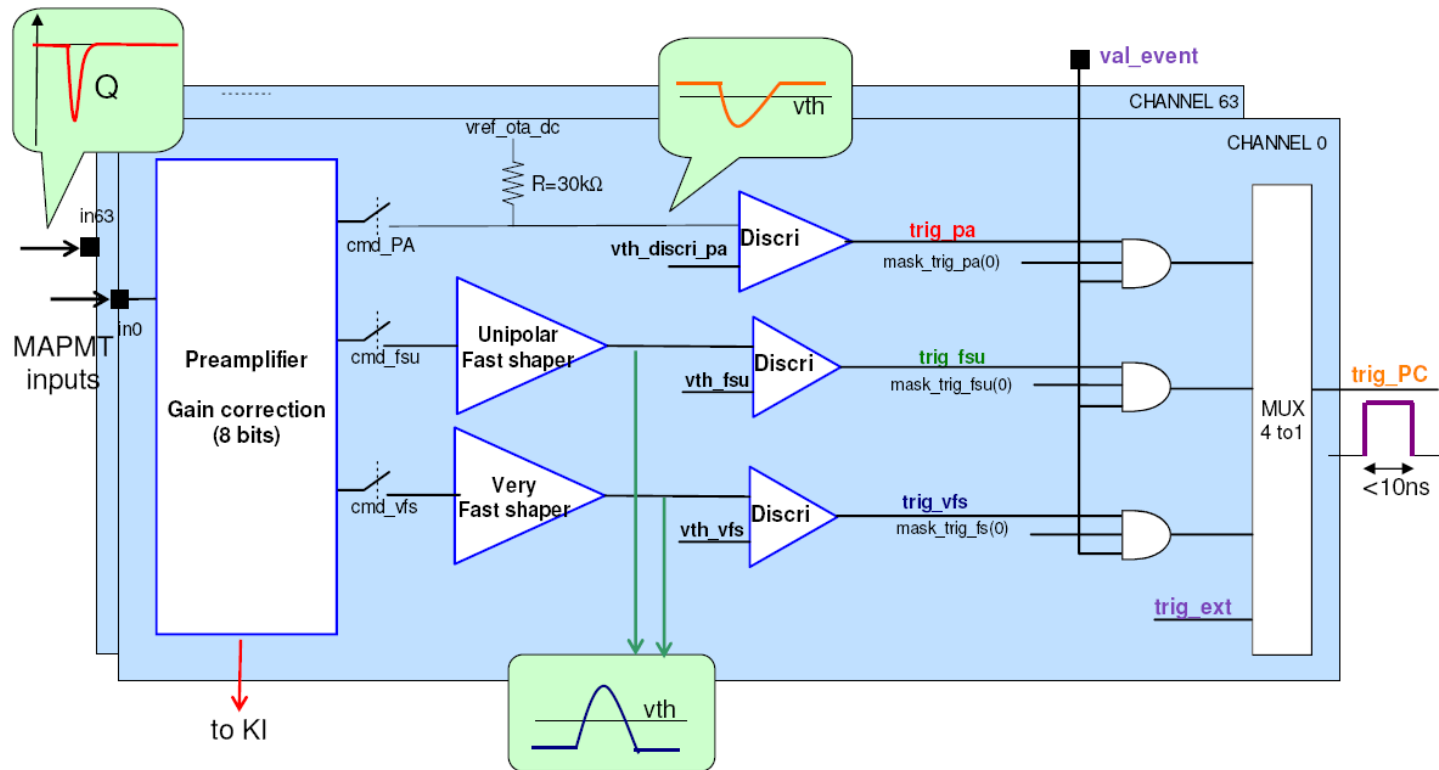 Q
val_event
vth
CHANNEL 63
vref_ota_dc
CHANNEL 0
R=30kΩ
in63
cmd_PA
Discri
trig_pa
vth_discri_pa
mask_trig_pa(0)
in0
MAPMT
inputs
Preamplifier
Gain correction
(8 bits)
cmd_fsu
Unipolar
Fast shaper
Discri
trig_fsu
vth_fsu
mask_trig_fsu(0)
trig_PC
MUX
4 to1
<10ns
cmd_vfs
Very
Fast shaper
Discri
trig_vfs
vth_vfs
mask_trig_fs(0)
trig_ext
vth
to KI